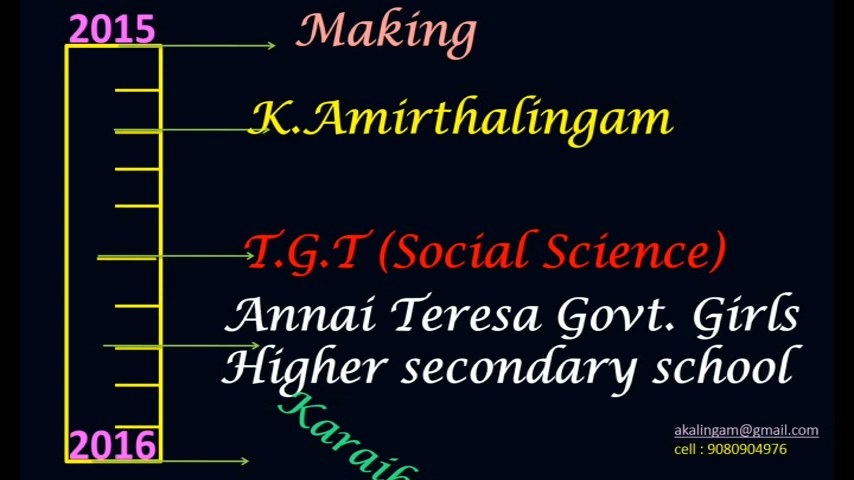 2015
Making
K.Amirthalingam
T.G.T (Social Science)
Annai Teresa Govt. Girls
Higher secondary school
2016
akalingam@gmail.com
cell : 9080904976